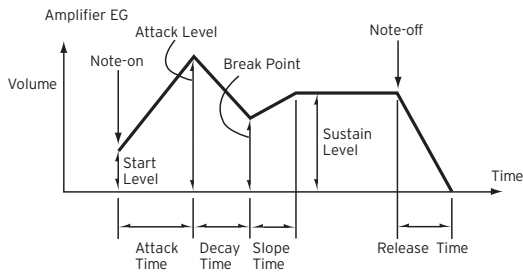 Amplifier EG
Attack Level
Note-off
Note-on
Break Point
Volume
Start
Level
Sustain
Level
Time
Attack
Time
Decay
Time
Slope
Time
Release Time